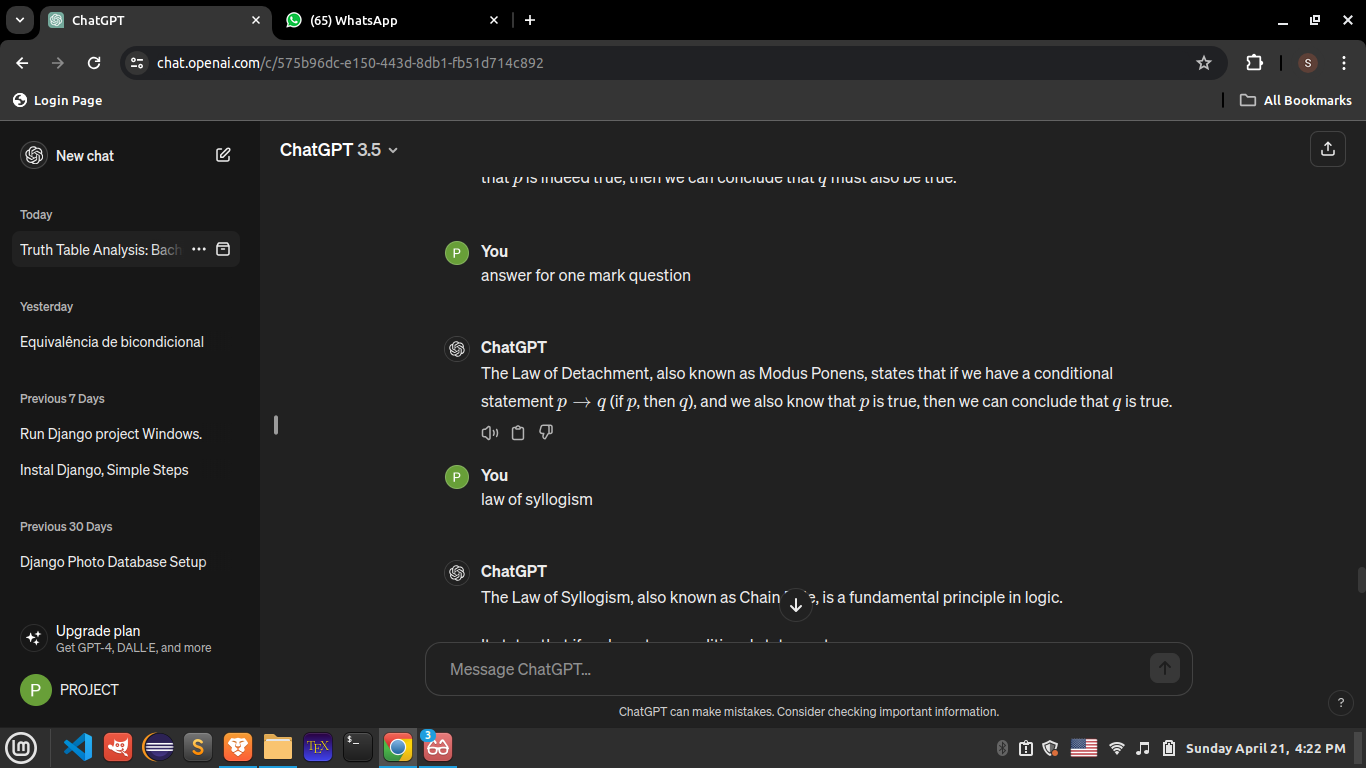 ChatGPT
(65) WhatsApp
chat.openai.com/c/575b96dc-e150-443d-8db1-fb51d714c892
S
Login Page
All Bookmarks
New chat
ChatGPT 3.5
Today
Truth Table Analysis: Bach
Yesterday
Equivalência de bicondicional
Previous 7 Days
Run Django project Windows.
Instal Django, Simple Steps
Previous 30 Days
Django Photo Database Setup
Upgrade plan
Get GPT-4, DALL·E, and more
P
PROJECT
that p is indeed true, then we can conclude that q must also be true.
P
You
answer for one mark question
ChatGPT
The Law of Detachment, also known as Modus Ponens, states that if we have a conditional
statement p → q (if p, then q), and we also know that p is true, then we can conclude that q is true.
P
You
law of syllogism
ChatGPT
The Law of Syllogism, also known as Chain , is a fundamental principle in logic.
Message ChatGPT...
ChatGPT can make mistakes. Consider checking important information.
?
S
TEX
$_
3
Sunday April 21, 4:22 PM